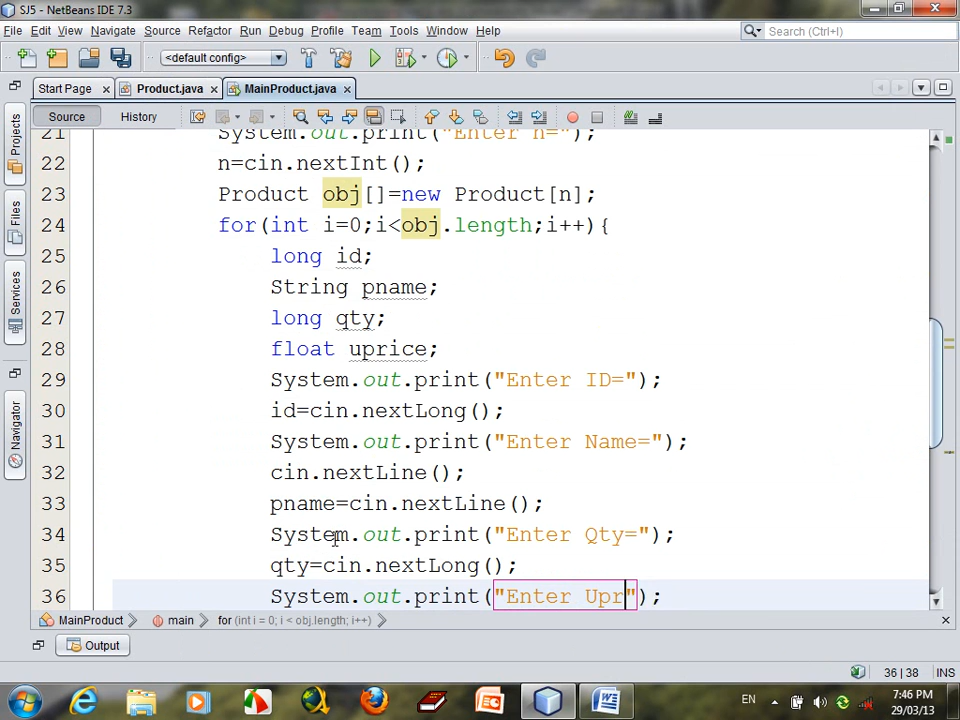 SJ5 - NetBeans IDE 7.3
File Edit View Navigate Source Refactor Run Debug Profile Team Tools Window Help
Search (Ctrl+I)
<default config>
Start Page Product.java MainProduct.java
Source History
Projects
Files
Services
Navigator
21 System.out.print("Enter n=");
22 n=cin.nextInt();
23 Product obj[]=new Product[n];
24 for(int i=0;i<obj.length;i++){
25 long id;
26 String pname;
27 long qty;
28 float uprice;
29 System.out.print("Enter ID=");
30 id=cin.nextLong();
31 System.out.print("Enter Name=");
32 cin.nextLine();
33 pname=cin.nextLine();
34 System.out.print("Enter Qty=");
35 qty=cin.nextLong();
36 System.out.print("Enter Upr");
MainProduct main for (int i = 0; i < obj.length; i++)
Output
36 | 38 INS
EN 7:46 PM
29/03/13